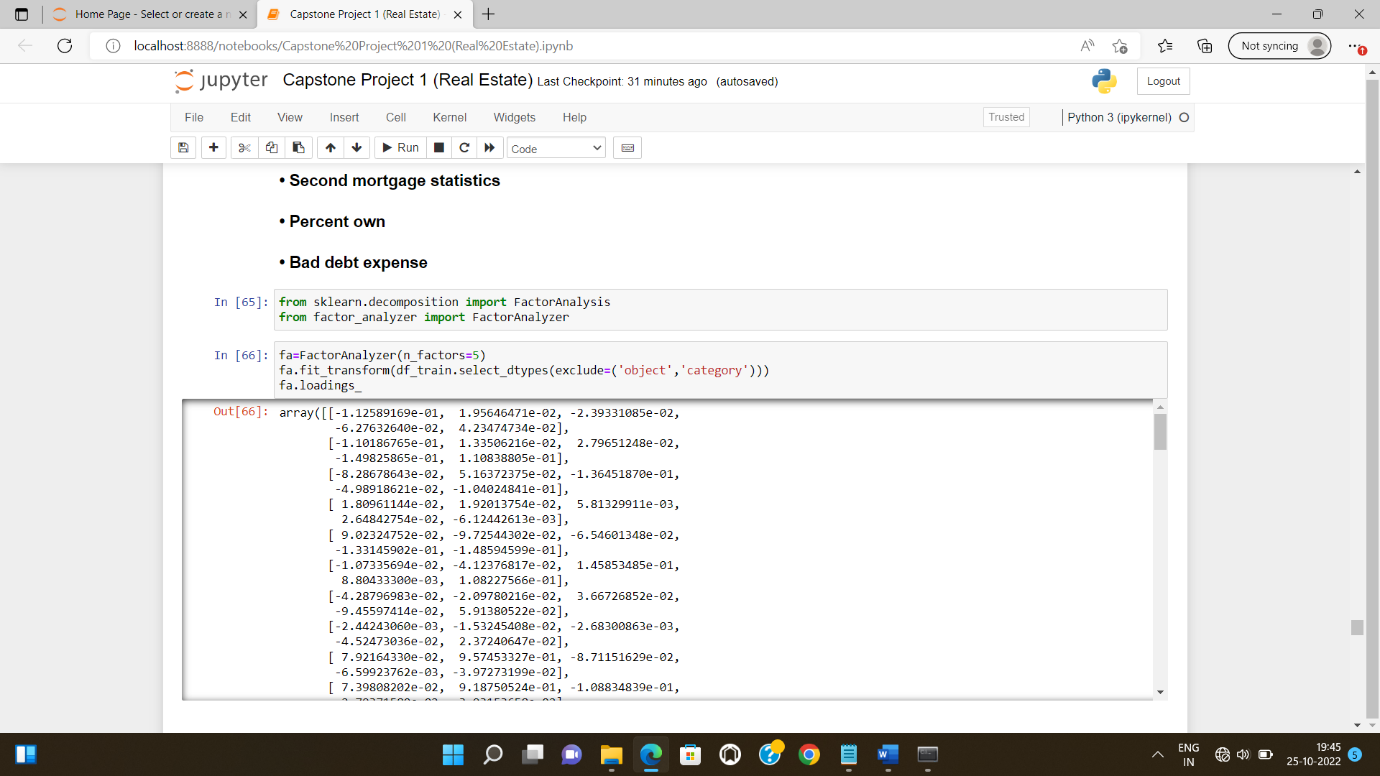 Home Page - Select or create a n
Capstone Project 1 (Real Estate)
localhost:8888/notebooks/Capstone%20Project%201%20(Real%20Estate).ipynb
Not syncing
jupyter Capstone Project 1 (Real Estate) Last Checkpoint: 31 minutes ago (autosaved)
Logout
File Edit View Insert Cell Kernel Widgets Help
Trusted
Python 3 (ipykernel)
Run
Code
• Second mortgage statistics
• Percent own
• Bad debt expense
In [65]: from sklearn.decomposition import FactorAnalysis
from factor_analyzer import FactorAnalyzer
In [66]: fa=FactorAnalyzer(n_factors=5)
fa.fit_transform(df_train.select_dtypes(exclude=('object','category')))
fa.loadings_
Out[66]: array([[-1.12589169e-01, 1.95646471e-02, -2.39331085e-02,
-6.27632640e-02, 4.23474734e-02],
[-1.10186765e-01, 1.33506216e-02, 2.79651248e-02,
-1.49825865e-01, 1.10838805e-01],
[-8.28678643e-02, 5.16372375e-02, -1.36451870e-01,
-4.98918621e-02, -1.04024841e-01],
[ 1.80961144e-02, 1.92013754e-02, 5.81329911e-03,
2.64842754e-02, -6.12442613e-03],
[ 9.02324752e-02, -9.72544302e-02, -6.54601348e-02,
-1.33145902e-01, -1.48594599e-01],
[-1.07335694e-02, -4.12376817e-02, 1.45853485e-01,
8.80433300e-03, 1.08227566e-01],
[-4.28796983e-02, -2.09780216e-02, 3.66726852e-02,
-9.45597414e-02, 5.91380522e-02],
[-2.44243060e-03, -1.53245408e-02, -2.68300863e-03,
-4.52473036e-02, 2.37240647e-02],
[ 7.92164330e-02, 9.57453327e-01, -8.71151629e-02,
-6.59923762e-03, -3.97273199e-02],
[ 7.39808202e-02, 9.18750524e-01, -1.08834839e-01,
ENG
IN
19:45
25-10-2022
5